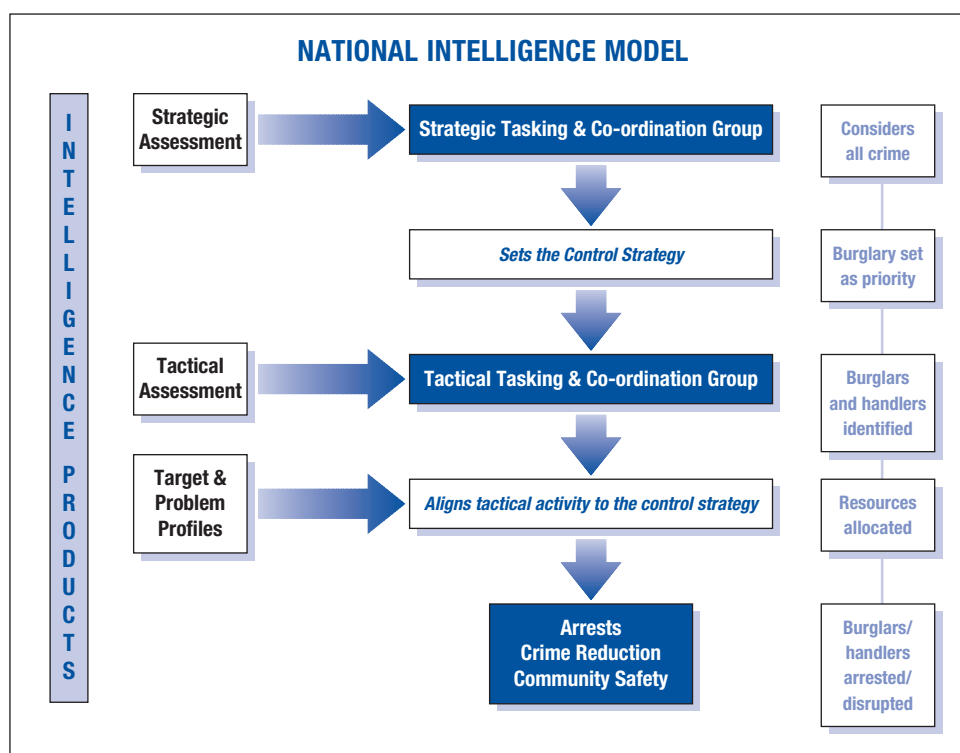 NATIONAL INTELLIGENCE MODEL
INTELLIGENCE PRODUCTS
Strategic
Assessment
Strategic Tasking & Co-ordination Group
Considers
all crime
Sets the Control Strategy
Burglary set
as priority
Tactical
Assessment
Tactical Tasking & Co-ordination Group
Burglars
and handlers
identified
Target &
Problem
Profiles
Aligns tactical activity to the control strategy
Resources
allocated
Arrests
Crime Reduction
Community Safety
Burglars/
handlers
arrested/
disrupted